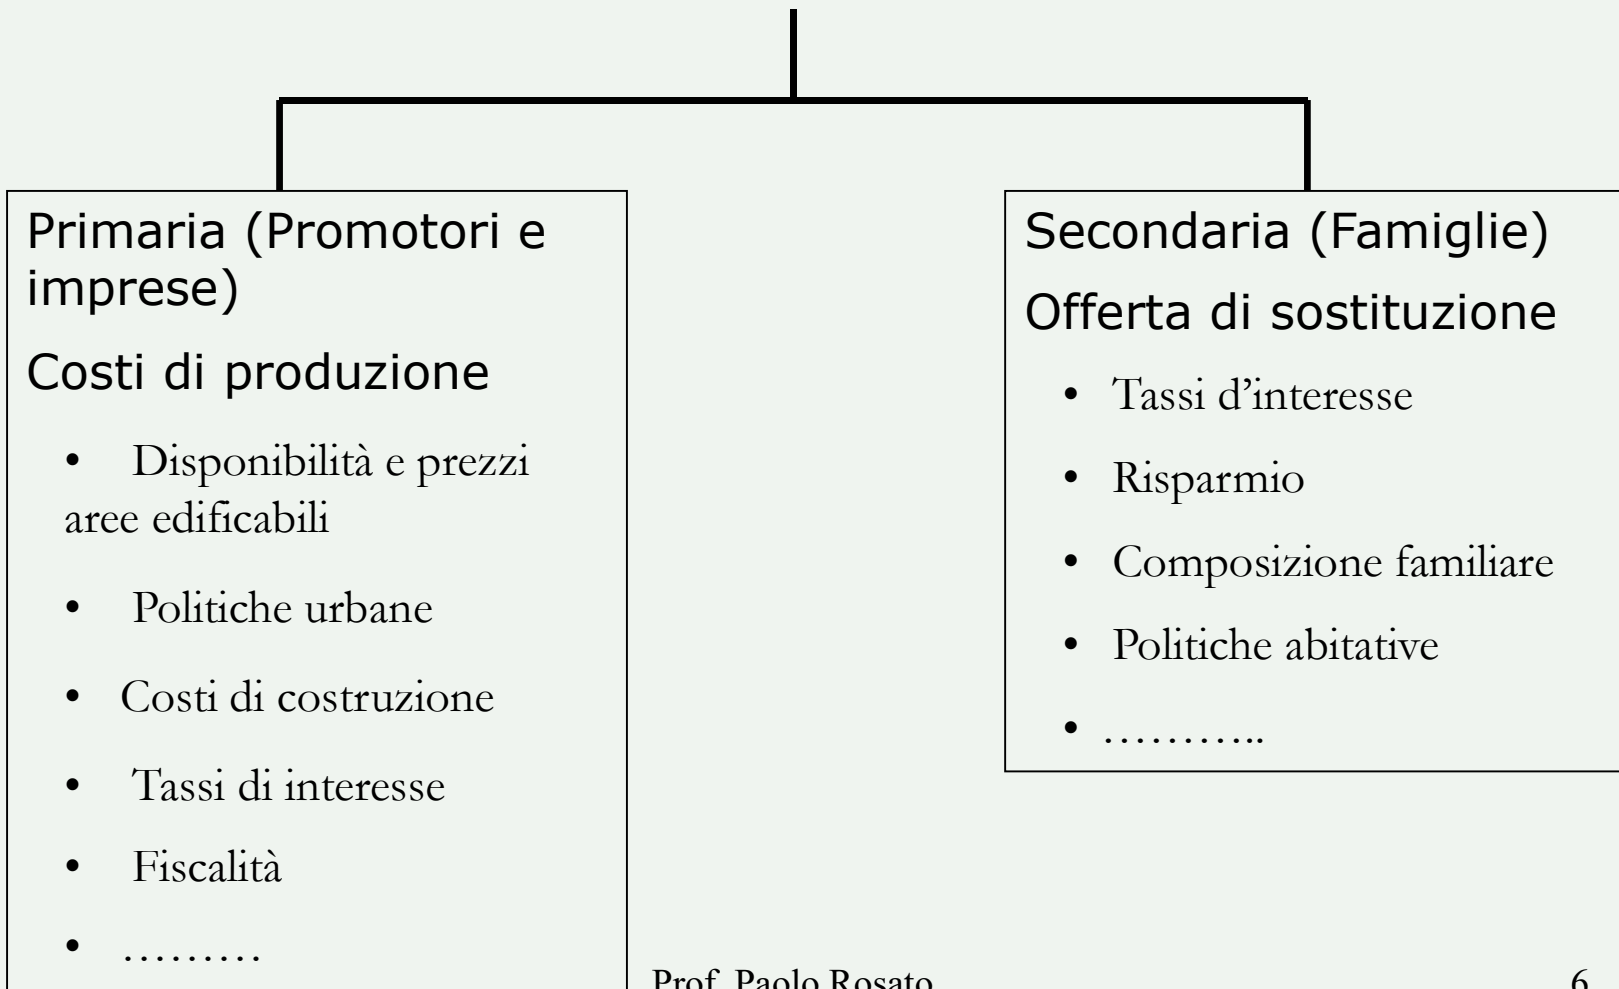 Primaria (Promotori e
imprese)
Costi di produzione
• Disponibilità e prezzi
aree edificabili
• Politiche urbane
• Costi di costruzione
• Tassi di interesse
• Fiscalità
• ………
Secondaria (Famiglie)
Offerta di sostituzione
• Tassi d’interesse
• Risparmio
• Composizione familiare
• Politiche abitative
• ………..
Prof. Paolo Rosato
6